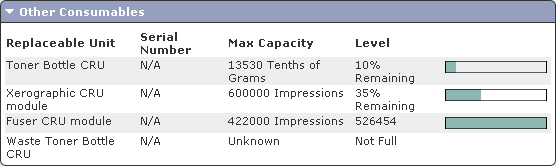 Other Consumables
Replaceable Unit Serial Number Max Capacity Level
Toner Bottle CRU N/A 13530 Tenths of Grams 10% Remaining
Xerographic CRU module N/A 600000 Impressions 35% Remaining
Fuser CRU module N/A 422000 Impressions 526454
Waste Toner Bottle CRU N/A Unknown Not Full